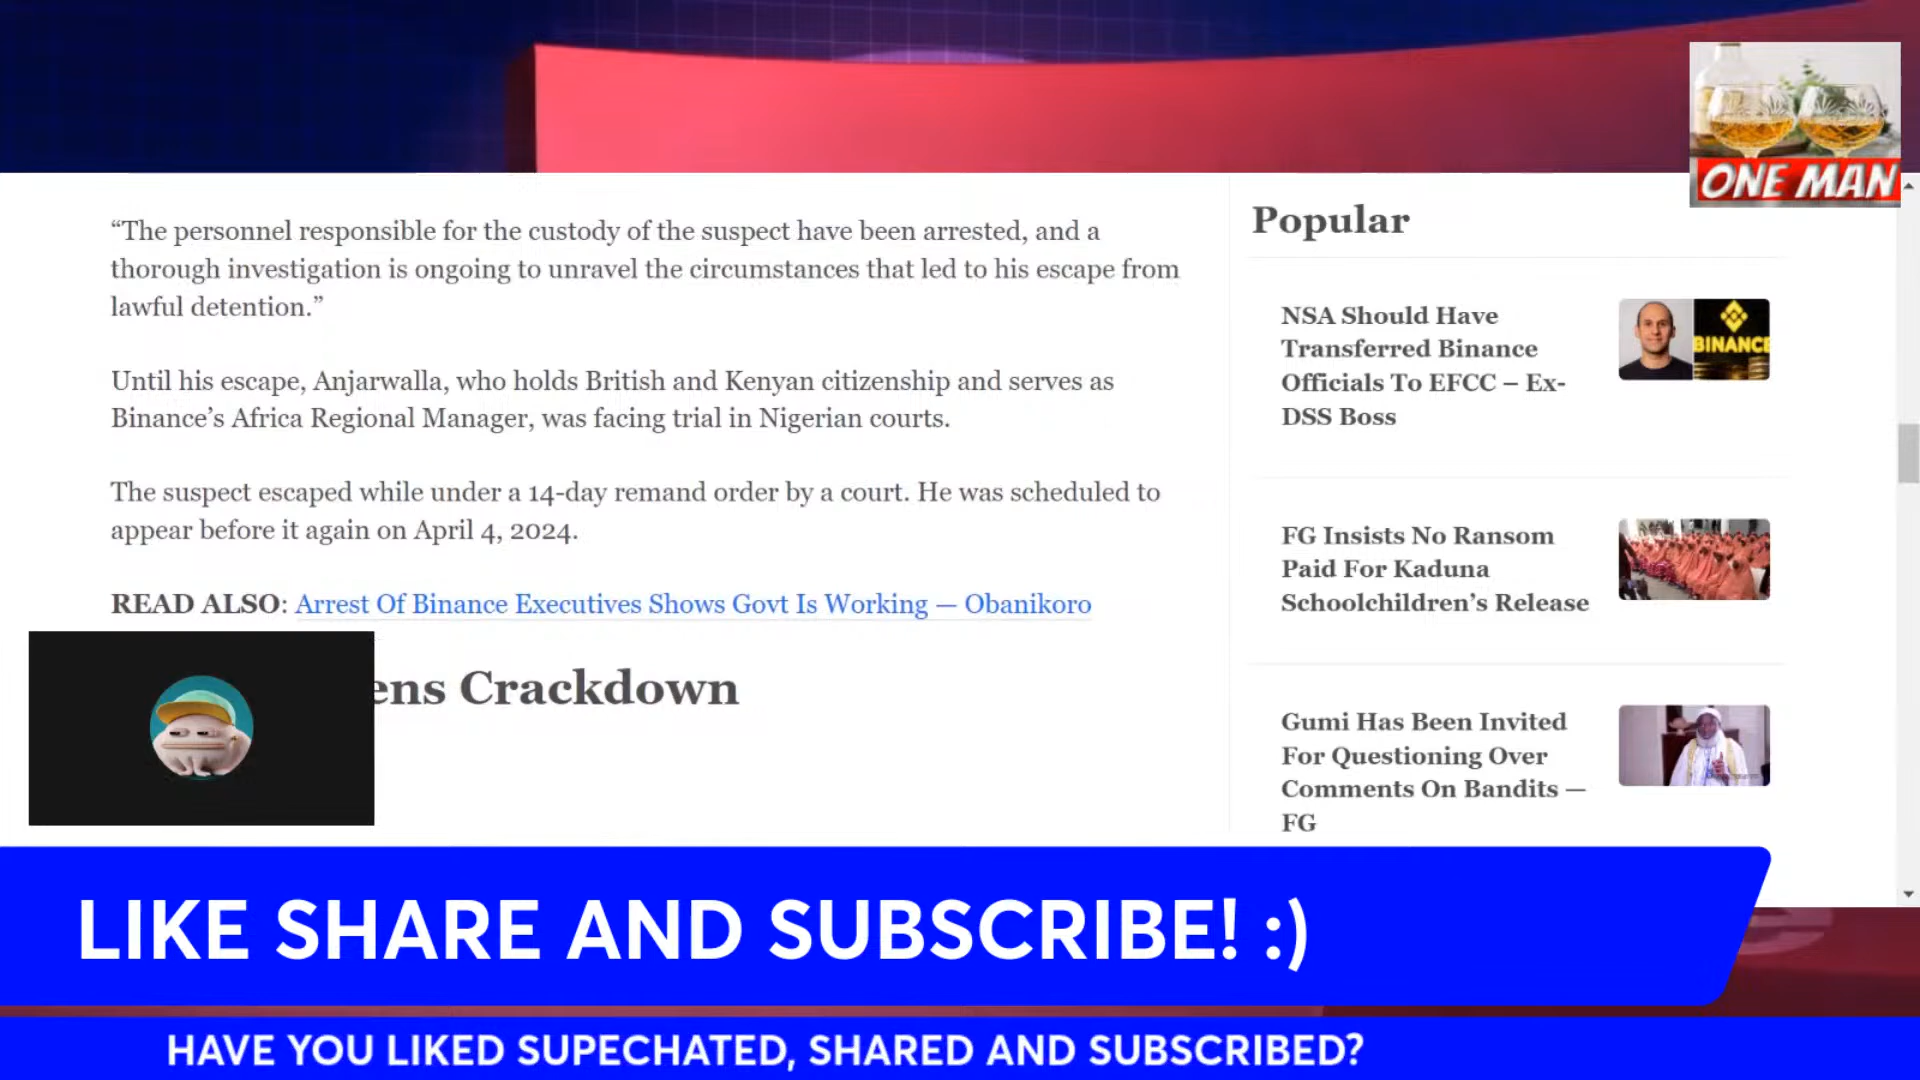 ONE MAN
“The personnel responsible for the custody of the suspect have been arrested, and a
thorough investigation is ongoing to unravel the circumstances that led to his escape from
lawful detention.”
Until his escape, Anjarwalla, who holds British and Kenyan citizenship and serves as
Binance’s Africa Regional Manager, was facing trial in Nigerian courts.
The suspect escaped while under a 14-day remand order by a court. He was scheduled to
appear before it again on April 4, 2024.
READ ALSO: Arrest Of Binance Executives Shows Govt Is Working — Obanikoro
ens Crackdown
Popular
NSA Should Have
Transferred Binance
Officials To EFCC – Ex-
DSS Boss
BINANCE
FG Insists No Ransom
Paid For Kaduna
Schoolchildren’s Release
Gumi Has Been Invited
For Questioning Over
Comments On Bandits —
FG
LIKE SHARE AND SUBSCRIBE! :)
HAVE YOU LIKED SUPECHATED, SHARED AND SUBSCRIBED?